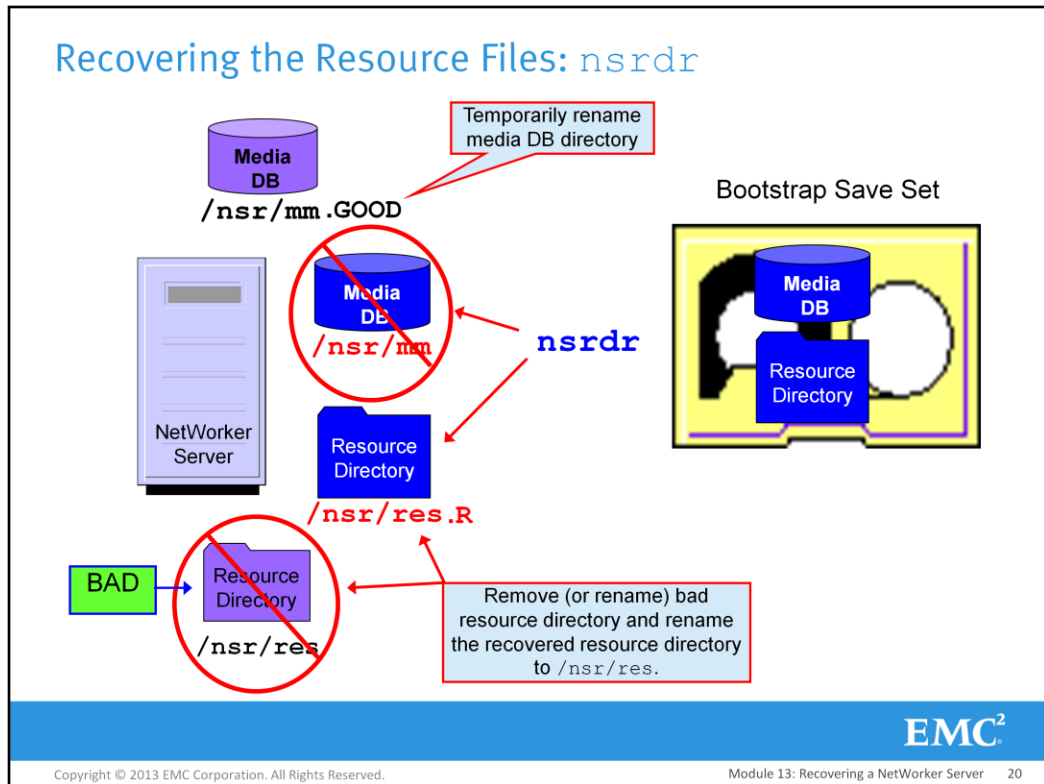 Recovering the Resource Files: nsrdr
Temporarily rename
media DB directory
Media
DB
/nsr/mm.GOOD
Bootstrap Save Set
Media
DB
/nsr/mm
nsrdr
Media
DB
Resource
Directory
NetWorker
Server
Resource
Directory
/nsr/res.R
BAD
Resource
Directory
/nsr/res
Remove (or rename) bad
resource directory and rename
the recovered resource directory
to /nsr/res.
EMC²
Copyright © 2013 EMC Corporation. All Rights Reserved.
Module 13: Recovering a NetWorker Server 20